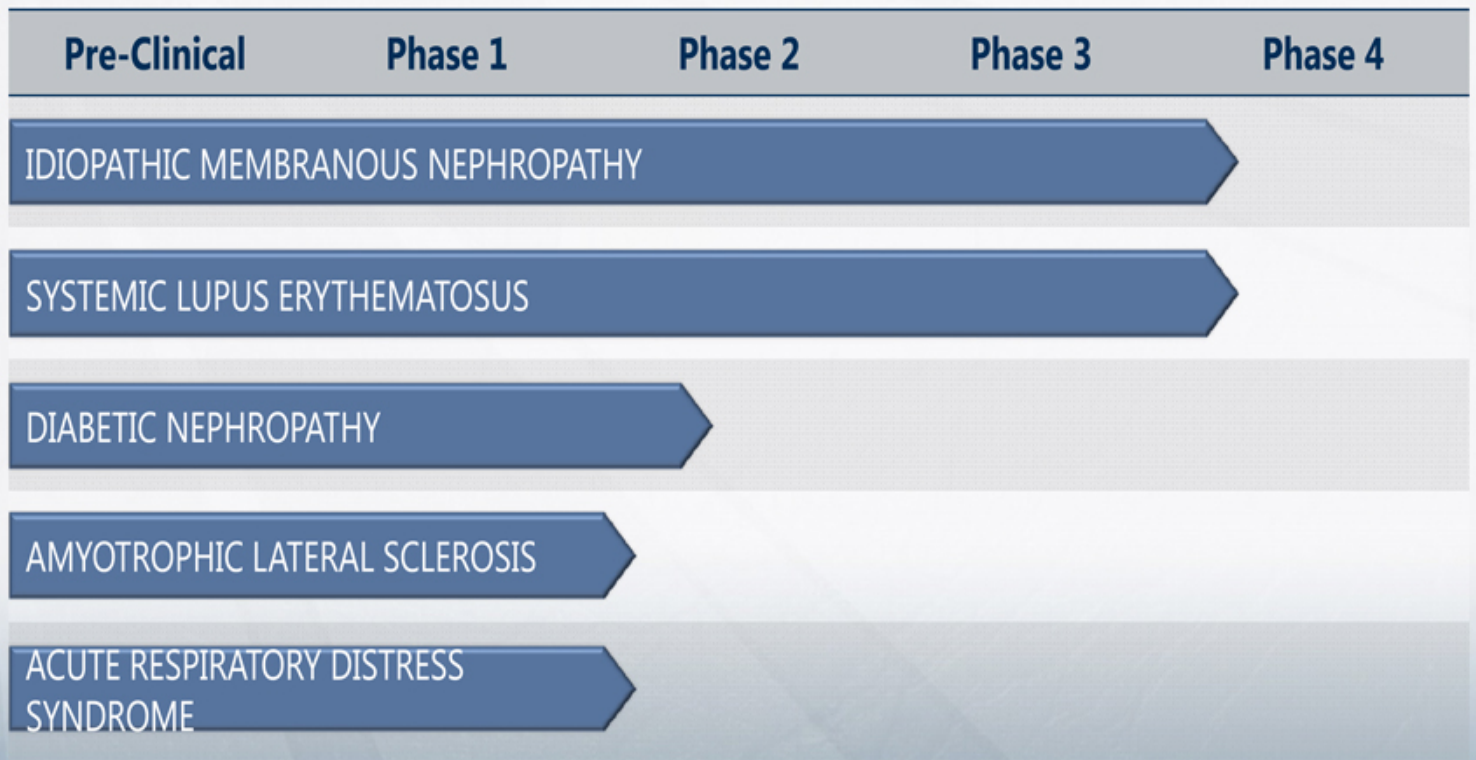 Pre-Clinical Phase 1 Phase 2 Phase 3 Phase 4
IDIOPATHIC MEMBRANOUS NEPHROPATHY
SYSTEMIC LUPUS ERYTHEMATOSUS
DIABETIC NEPHROPATHY
AMYOTROPHIC LATERAL SCLEROSIS
ACUTE RESPIRATORY DISTRESS
SYNDROME